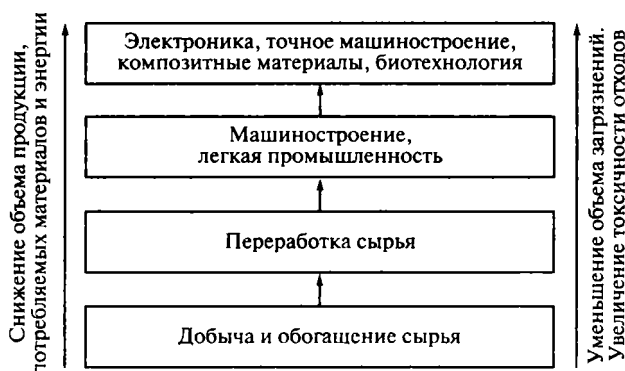 Снижение объема продукции,
потребляемых материалов и энергии
Электроника, точное машиностроение,
композитные материалы, биотехнология
Машиностроение,
легкая промышленность
Переработка сырья
Добыча и обогащение сырья
Уменьшение объема загрязнений.
Увеличение токсичности отходов